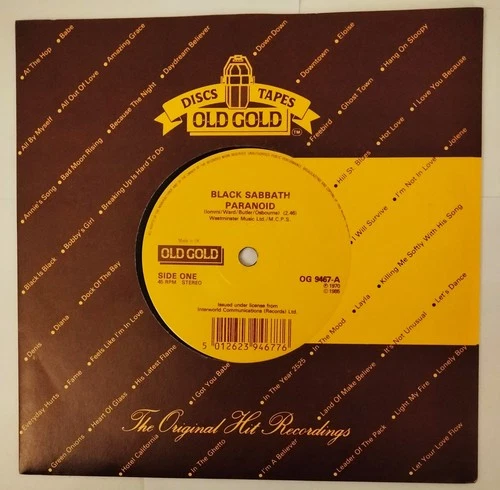 At The Hop
Babe
Amazing Grace
Daydream Believer
Down Down
Eloise
Downtown
Hang On Sloopy
All By Myself
All Out Of Love
Because The Night
Freebird
Ghost Town
Hot Love
I Love You Because
DISCS TAPES
OLD GOLD
TM
Annie's Song
Bad Moon Rising
Breaking Up Is Hard To Do
Hill St. Blues
I'm Not In Love
Jolene
Black Is Black
Bobby's Girl
Dock Of The Bay
I Will Survive
Killing Me Softly With His Song
BLACK SABBATH
PARANOID
(Iommi/Ward/Butler/Osbourne) (2.48)
Westminster Music Ltd./M.C.P.S.
OLD GOLD
SIDE ONE
45 RPM STEREO
OG 9467-A
℗ 1970
© 1985
Issued under license from
Interworld Communications (Records) Ltd.
5 012623 946776
Denis
Diana
Feels Like I'm In Love
In The Mood
Layla
It's Not Unusual
Let's Dance
Everyday Hurts
Fame
His Latest Flame
I Got You Babe
In The Year 2525
Land Of Make Believe
Light My Fire
Lonely Boy
Green Onions
Heart Of Glass
Hotel California
In The Ghetto
I'm A Believer
Leader Of The Pack
Let Your Love Flow
The Original Hit Recordings